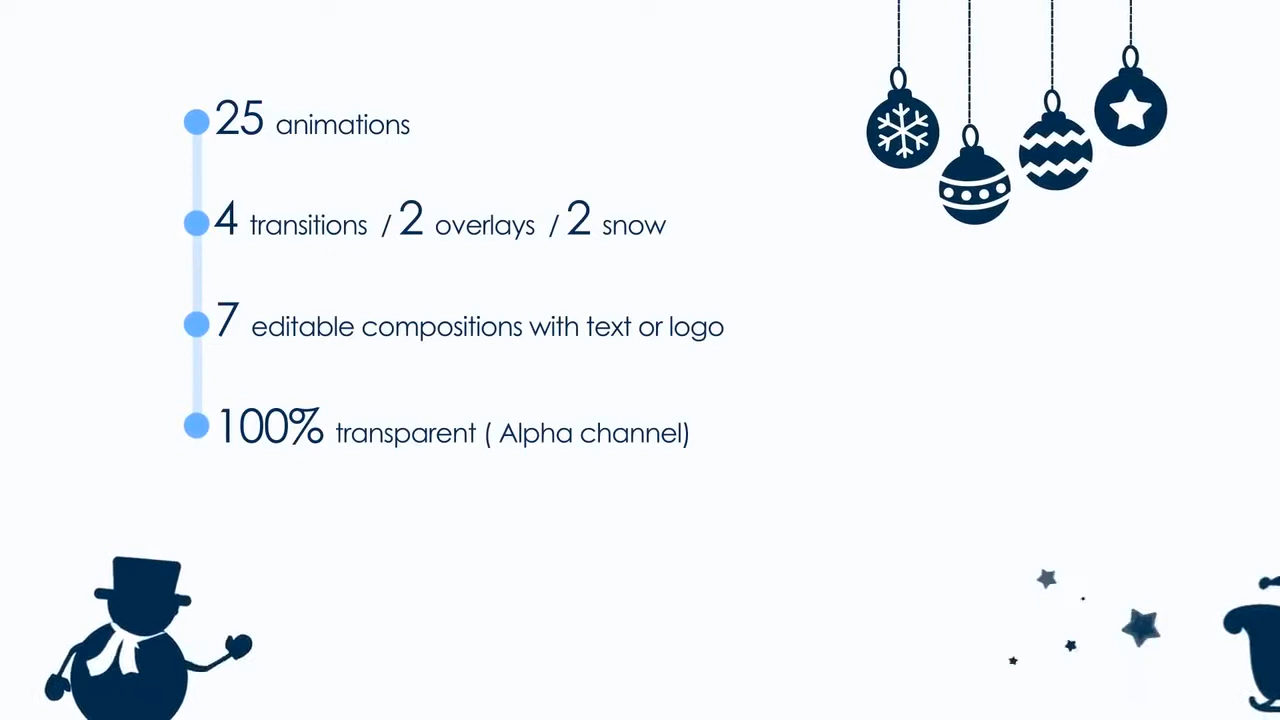 25 animations
4 transitions / 2 overlays / 2 snow
7 editable compositions with text or logo
100% transparent ( Alpha channel)